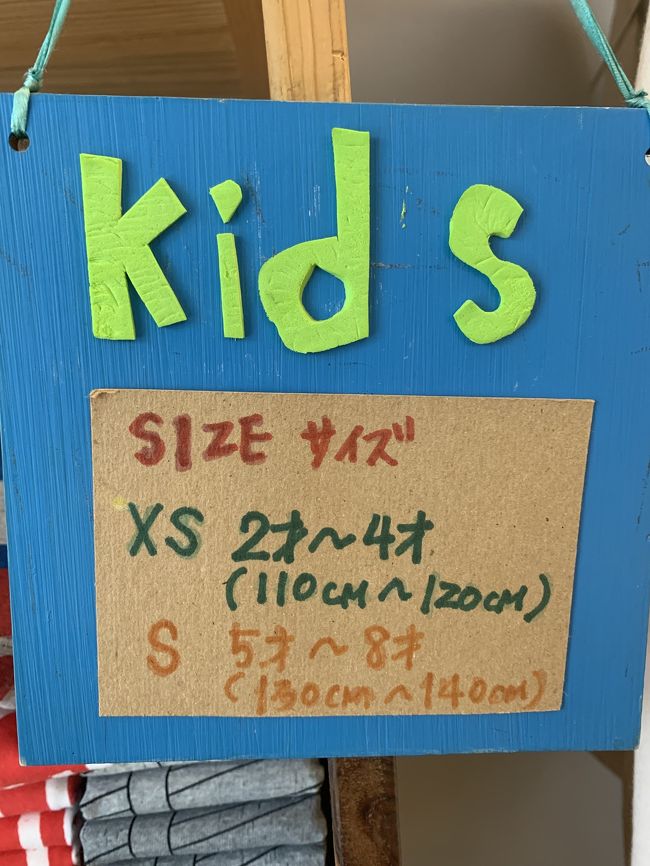 Kids
SIZE サイズ
XS 2才～4才
(110cm～120cm)
S 5才～8才
(130cm～140cm)